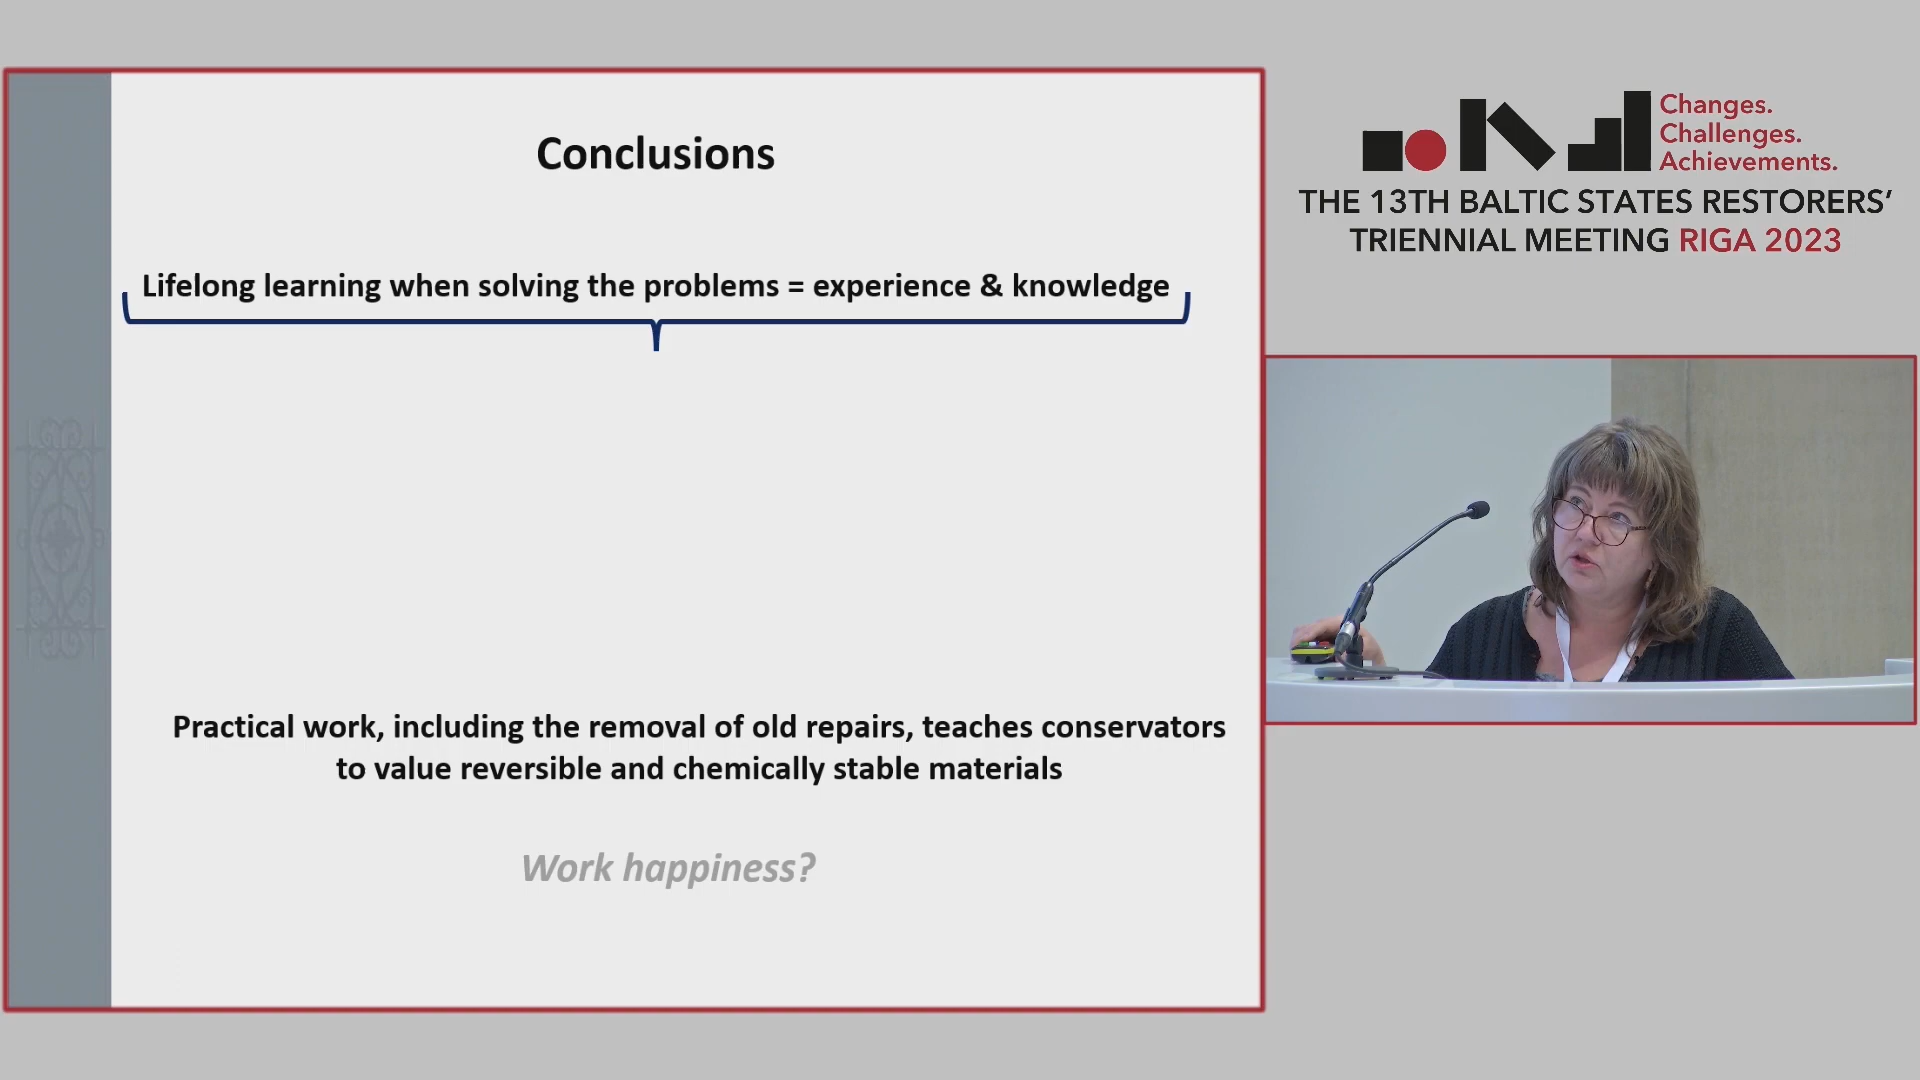 Conclusions
Lifelong learning when solving the problems = experience & knowledge
Practical work, including the removal of old repairs, teaches conservators
to value reversible and chemically stable materials
Work happiness?
Changes.
Challenges.
Achievements.
THE 13TH BALTIC STATES RESTORERS’
TRIENNIAL MEETING RIGA 2023